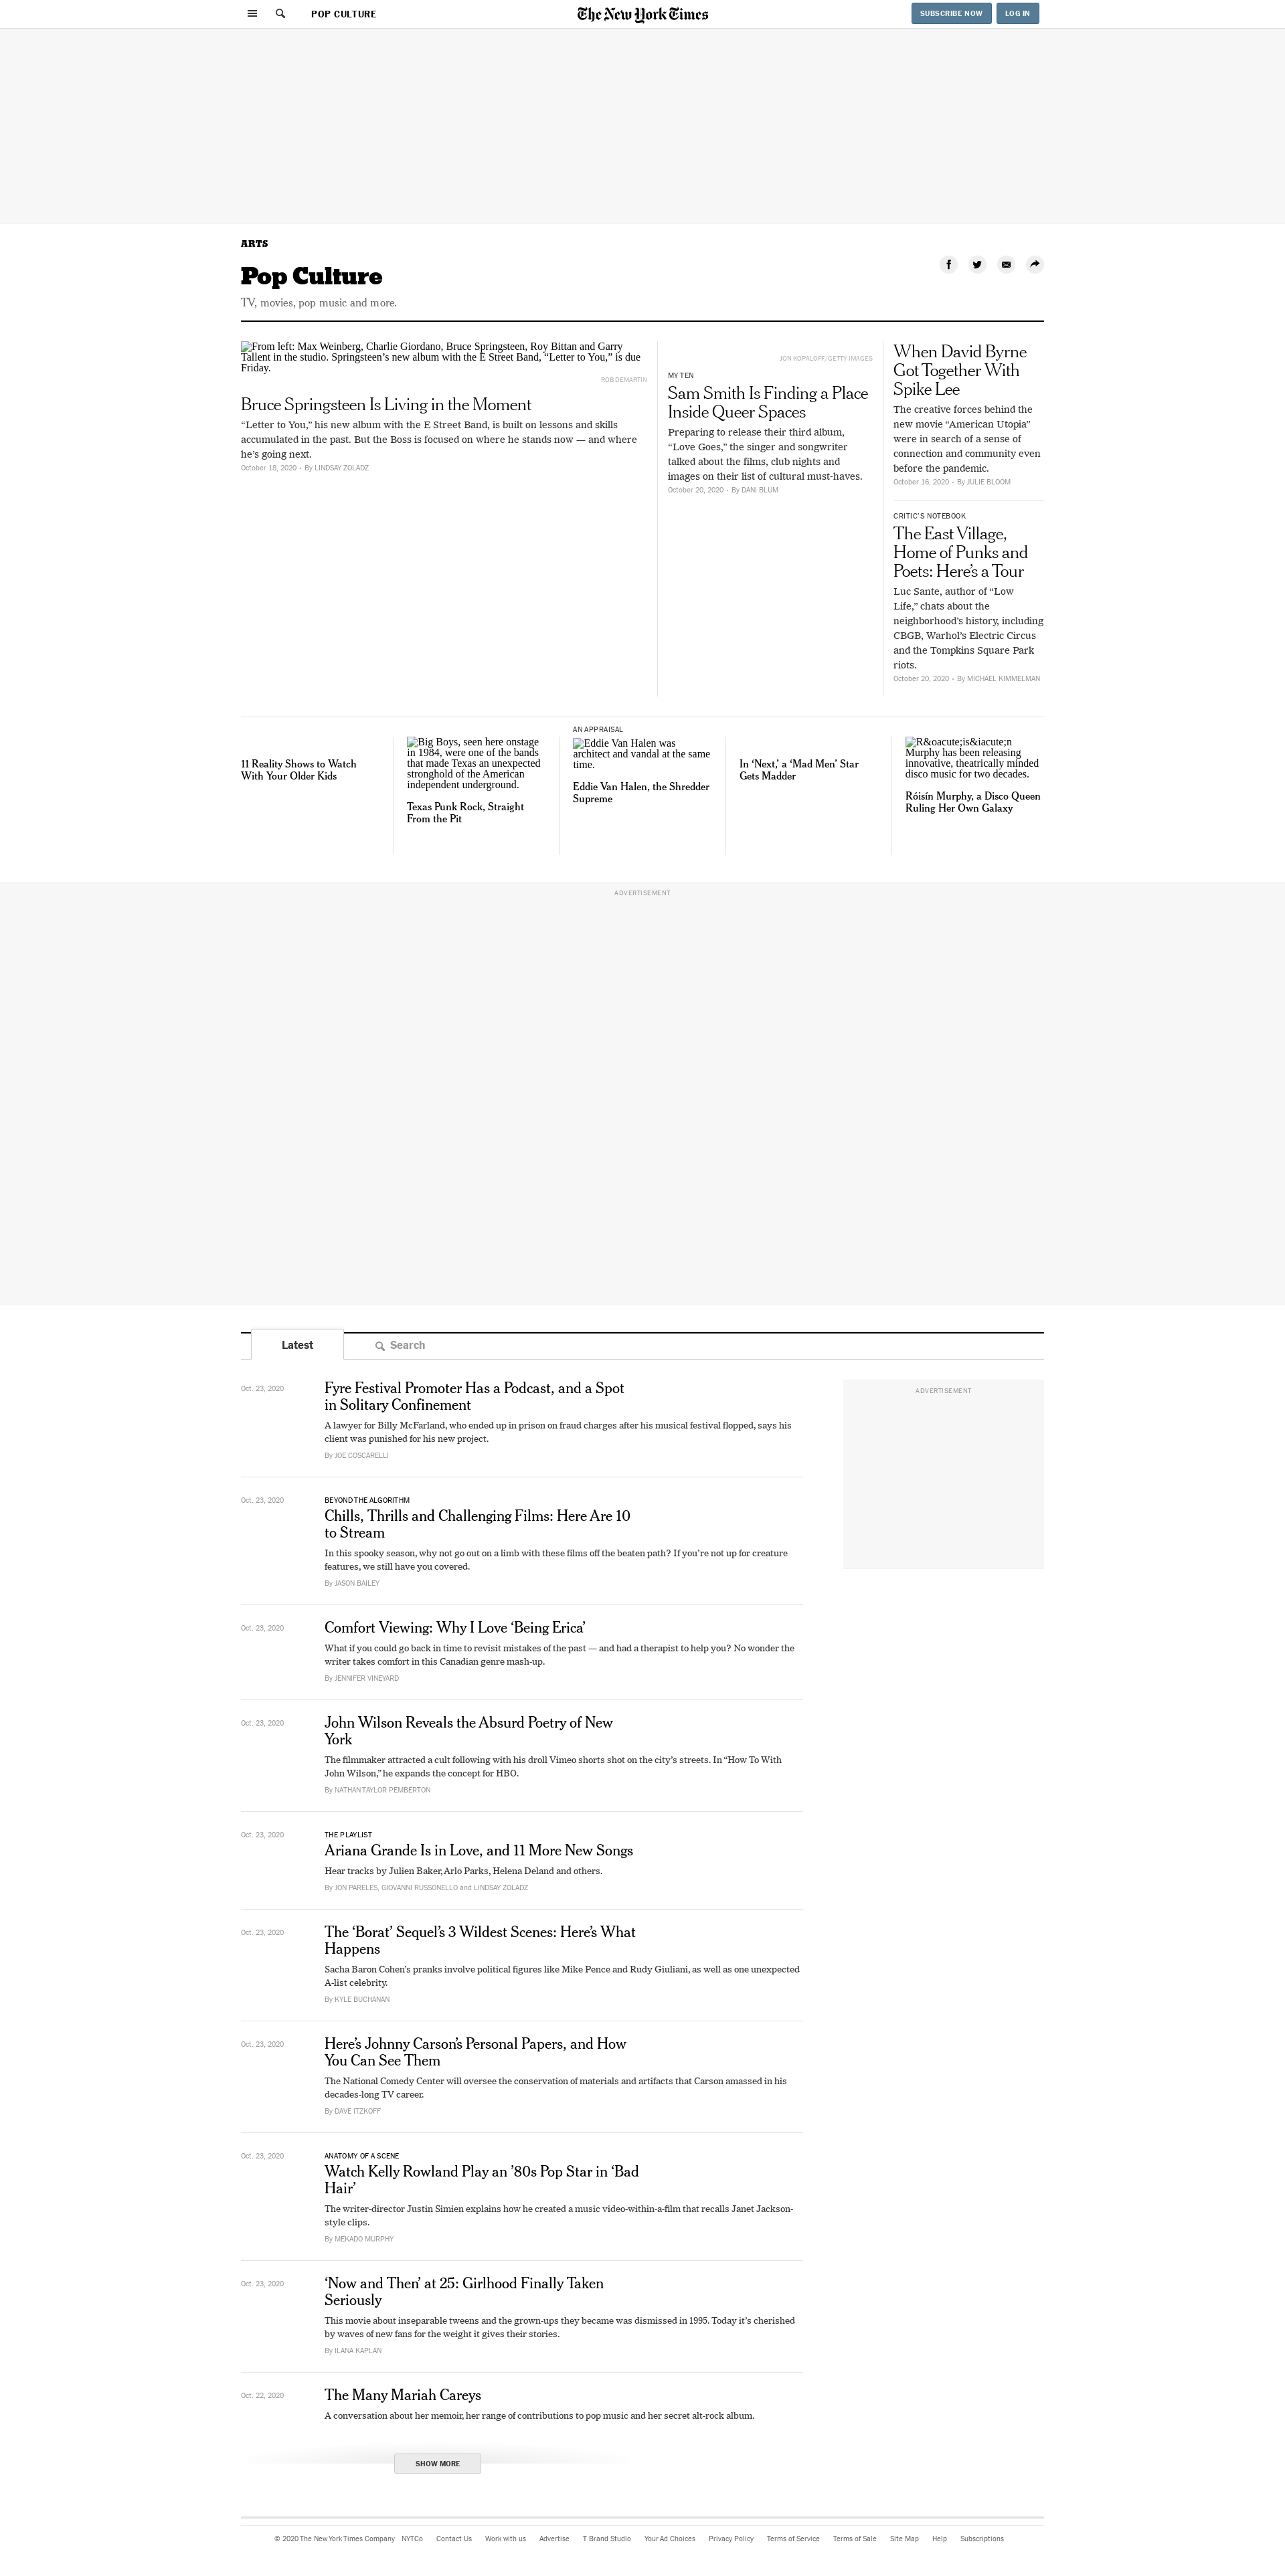 POP CULTURE
The New York Times
SUBSCRIBE NOW
LOG IN
ARTS
Pop Culture
TV, movies, pop music and more.
From left: Max Weinberg, Charlie Giordano, Bruce Springsteen, Roy Bittan and Garry
Tallent in the studio. Springsteen’s new album with the E Street Band, “Letter to You,” is due
Friday.
ROB DEMARTIN
Bruce Springsteen Is Living in the Moment
“Letter to You,” his new album with the E Street Band, is built on lessons and skills
accumulated in the past. But the Boss is focused on where he stands now — and where
he’s going next.
October 18, 2020 • By LINDSAY ZOLADZ
JON KOPALOFF/GETTY IMAGES
MY TEN
Sam Smith Is Finding a Place
Inside Queer Spaces
Preparing to release their third album,
“Love Goes,” the singer and songwriter
talked about the films, club nights and
images on their list of cultural must-haves.
October 20, 2020 • By DANI BLUM
When David Byrne
Got Together With
Spike Lee
The creative forces behind the
new movie “American Utopia”
were in search of a sense of
connection and community even
before the pandemic.
October 16, 2020 • By JULIE BLOOM
CRITIC’S NOTEBOOK
The East Village,
Home of Punks and
Poets: Here’s a Tour
Luc Sante, author of “Low
Life,” chats about the
neighborhood’s history, including
CBGB, Warhol’s Electric Circus
and the Tompkins Square Park
riots.
October 20, 2020 • By MICHAEL KIMMELMAN
11 Reality Shows to Watch
With Your Older Kids
Big Boys, seen here onstage
in 1984, were one of the bands
that made Texas an unexpected
stronghold of the American
independent underground.
Texas Punk Rock, Straight
From the Pit
AN APPRAISAL
Eddie Van Halen was
architect and vandal at the same
time.
Eddie Van Halen, the Shredder
Supreme
In ‘Next,’ a ‘Mad Men’ Star
Gets Madder
R&oacute;is&iacute;n
Murphy has been releasing
innovative, theatrically minded
disco music for two decades.
Róisín Murphy, a Disco Queen
Ruling Her Own Galaxy
ADVERTISEMENT
Latest
Search
ADVERTISEMENT
Oct. 23, 2020
Fyre Festival Promoter Has a Podcast, and a Spot
in Solitary Confinement
A lawyer for Billy McFarland, who ended up in prison on fraud charges after his musical festival flopped, says his
client was punished for his new project.
By JOE COSCARELLI
Oct. 23, 2020
BEYOND THE ALGORITHM
Chills, Thrills and Challenging Films: Here Are 10
to Stream
In this spooky season, why not go out on a limb with these films off the beaten path? If you’re not up for creature
features, we still have you covered.
By JASON BAILEY
Oct. 23, 2020
Comfort Viewing: Why I Love ‘Being Erica’
What if you could go back in time to revisit mistakes of the past — and had a therapist to help you? No wonder the
writer takes comfort in this Canadian genre mash-up.
By JENNIFER VINEYARD
Oct. 23, 2020
John Wilson Reveals the Absurd Poetry of New
York
The filmmaker attracted a cult following with his droll Vimeo shorts shot on the city’s streets. In “How To With
John Wilson,” he expands the concept for HBO.
By NATHAN TAYLOR PEMBERTON
Oct. 23, 2020
THE PLAYLIST
Ariana Grande Is in Love, and 11 More New Songs
Hear tracks by Julien Baker, Arlo Parks, Helena Deland and others.
By JON PARELES, GIOVANNI RUSSONELLO and LINDSAY ZOLADZ
Oct. 23, 2020
The ‘Borat’ Sequel’s 3 Wildest Scenes: Here’s What
Happens
Sacha Baron Cohen’s pranks involve political figures like Mike Pence and Rudy Giuliani, as well as one unexpected
A-list celebrity.
By KYLE BUCHANAN
Oct. 23, 2020
Here’s Johnny Carson’s Personal Papers, and How
You Can See Them
The National Comedy Center will oversee the conservation of materials and artifacts that Carson amassed in his
decades-long TV career.
By DAVE ITZKOFF
Oct. 23, 2020
ANATOMY OF A SCENE
Watch Kelly Rowland Play an ’80s Pop Star in ‘Bad
Hair’
The writer-director Justin Simien explains how he created a music video-within-a-film that recalls Janet Jackson-
style clips.
By MEKADO MURPHY
Oct. 23, 2020
‘Now and Then’ at 25: Girlhood Finally Taken
Seriously
This movie about inseparable tweens and the grown-ups they became was dismissed in 1995. Today it’s cherished
by waves of new fans for the weight it gives their stories.
By ILANA KAPLAN
Oct. 22, 2020
The Many Mariah Careys
A conversation about her memoir, her range of contributions to pop music and her secret alt-rock album.
SHOW MORE
© 2020 The New York Times Company NYTCo Contact Us Work with us Advertise T Brand Studio Your Ad Choices Privacy Policy Terms of Service Terms of Sale Site Map Help Subscriptions